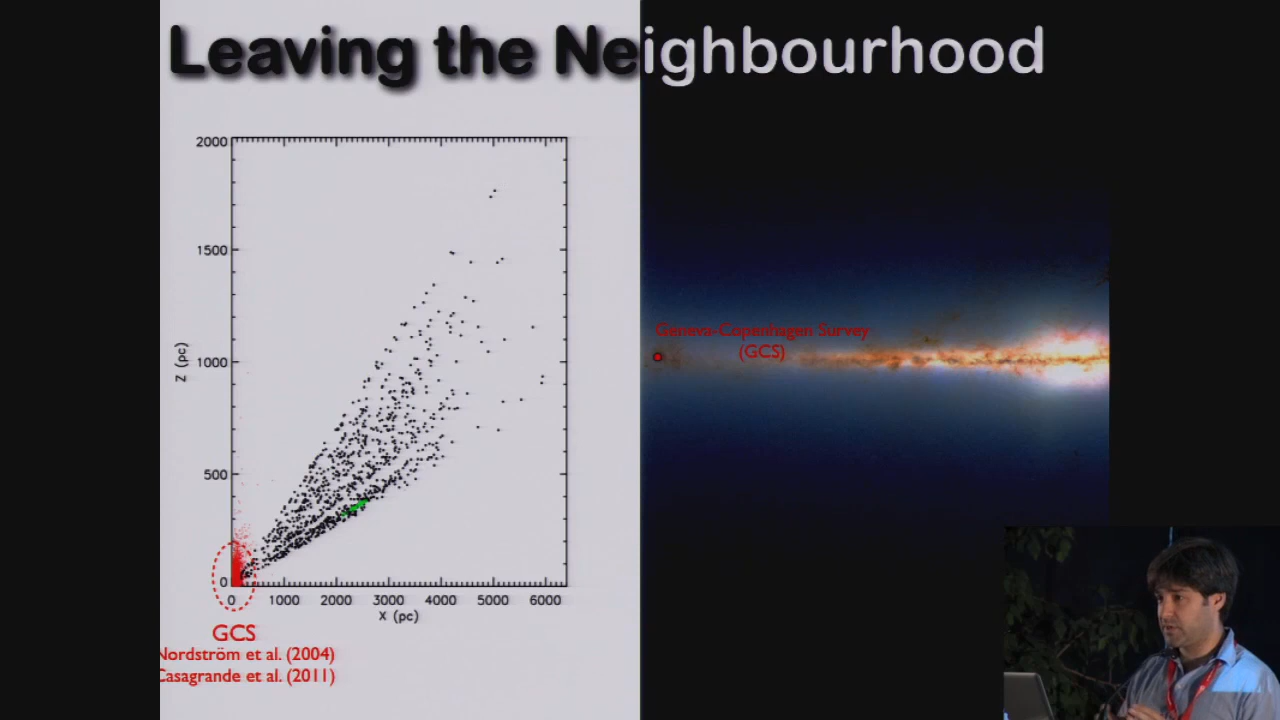 Leaving the Neighbourhood
2000
1500
1000
500
0
Z (pc)
0 1000 2000 3000 4000 5000 6000
X (pc)
GCS
Nordström et al. (2004)
Casagrande et al. (2011)
Geneva-Copenhagen Survey
(GCS)